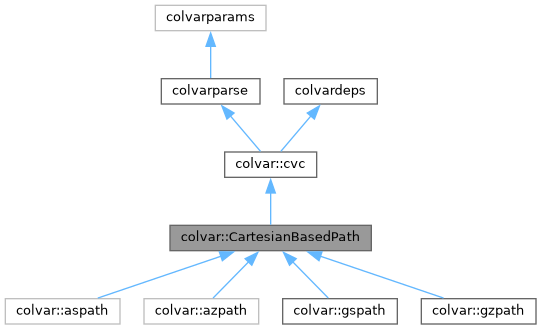 colvarparams
colvarparse
colvardeps
colvar::cvc
colvar::CartesianBasedPath
colvar::aspath
colvar::azpath
colvar::gspath
colvar::gzpath